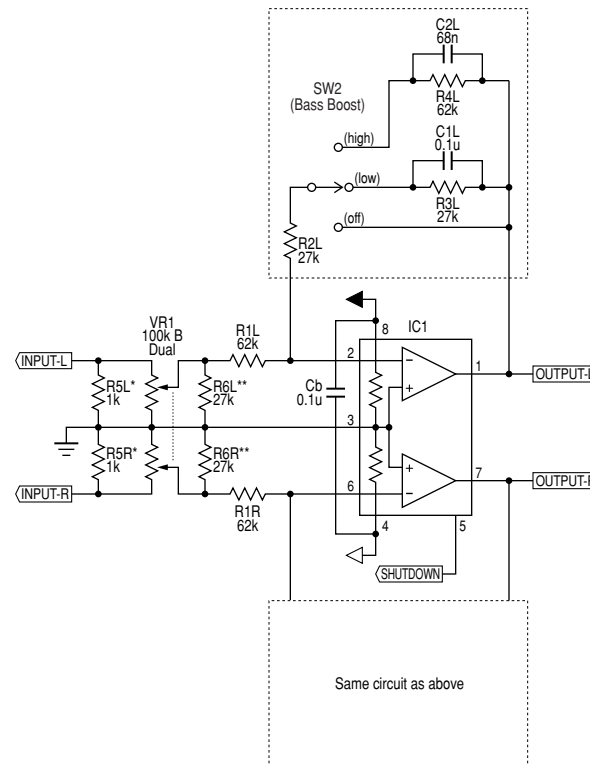 C2L
68n
SW2
(Bass Boost)
R4L
62k
C1L
0.1u
(high)
(low)
R3L
27k
(off)
R2L
27k
VR1
100k B
Dual
R1L
62k
8
IC1
INPUT-L
2
−
1
OUTPUT-L
R5L*
1k
R6L**
27k
Cb
0.1u
+
3
R5R*
1k
R6R**
27k
+
7
INPUT-R
6
−
OUTPUT-R
R1R
62k
4
5
SHUTDOWN
Same circuit as above